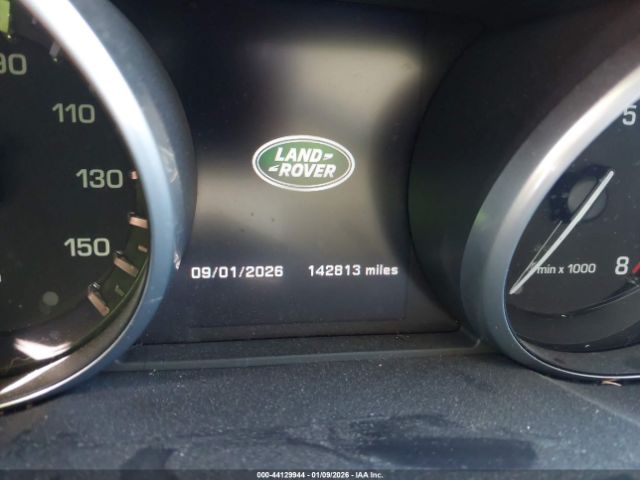 90
110
130
150
LAND
ROVER
09/01/2026 142813 miles
5
min x 1000
8
000-44129944 - 01/09/2026 - IAA Inc.